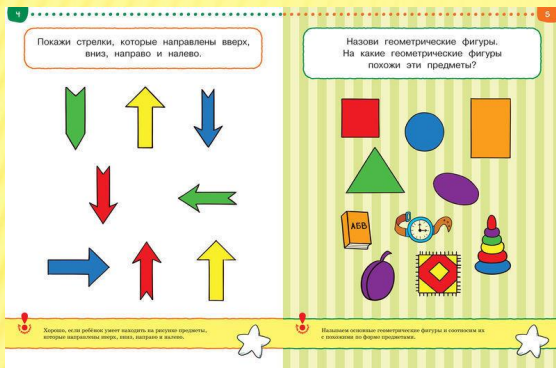 4
Покажи стрелки, которые направлены вверх,
вниз, направо и налево.
Хорошо, если ребёнок умеет находить на рисунке предметы,
которые направлены вверх, вниз, направо и налево.
5
Назови геометрические фигуры.
На какие геометрические фигуры
похожи эти предметы?
АБВ
Называем основные геометрические фигуры и соотносим их
с похожими по форме предметами.